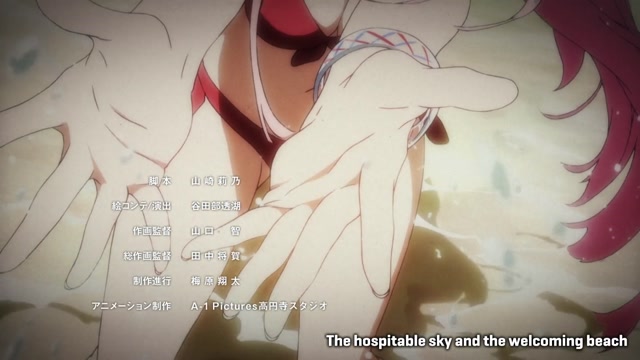 脚本 山崎莉乃
絵コンテ/演出 谷田部透湖
作画監督 山口 智
総作画監督 田中将賀
制作進行 梅原翔太
アニメーション制作 A-1 Pictures高円寺スタジオ
The hospitable sky and the welcoming beach